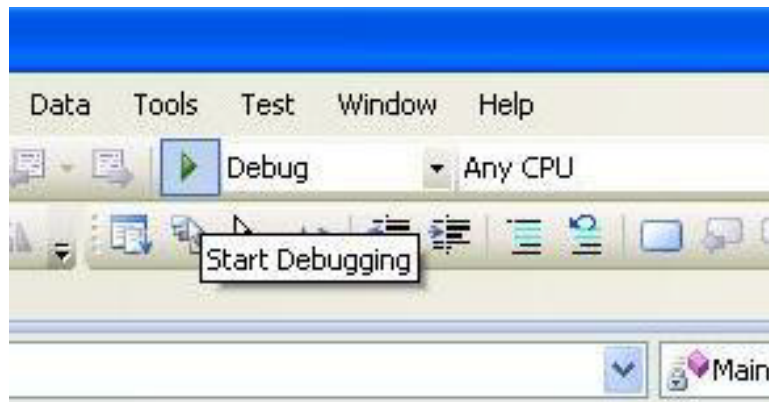 Data Tools Test Window Help
Debug Any CPU
Start Debugging
Main